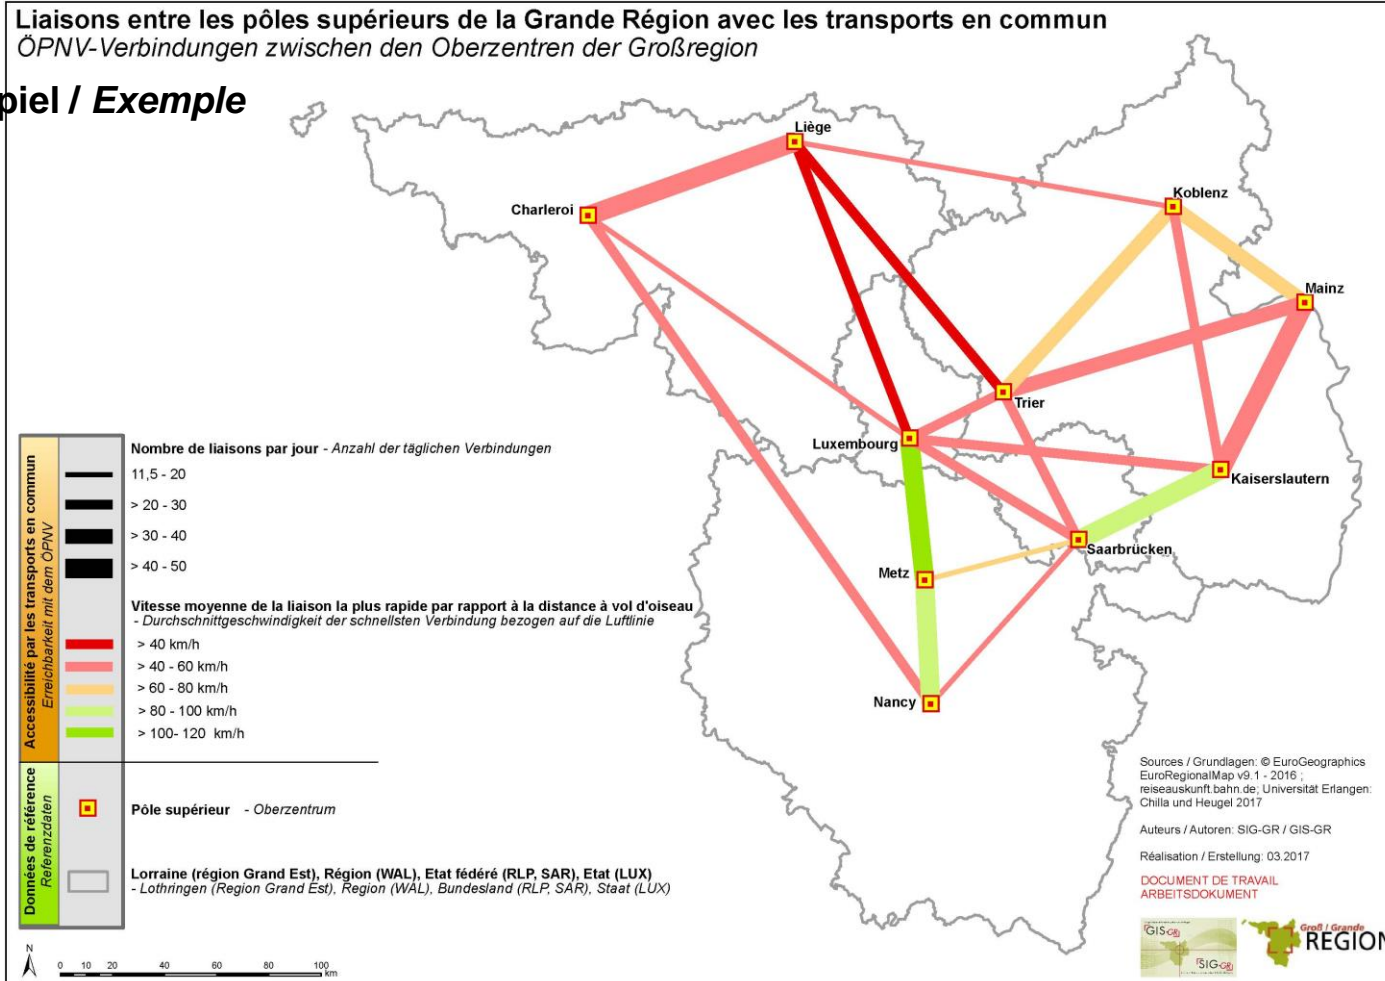 Liaisons entre les pôles supérieurs de la Grande Région avec les transports en commun
ÖPNV-Verbindungen zwischen den Oberzentren der Großregion
piel / Exemple
Liège
Koblenz
Charleroi
Mainz
Trier
Luxembourg
Kaiserslautern
Saarbrücken
Metz
Nancy
Accessibilité par les transports en commun
Erreichbarkeit mit dem ÖPNV
Nombre de liaisons par jour - Anzahl der täglichen Verbindungen
11,5 - 20
> 20 - 30
> 30 - 40
> 40 - 50
Vitesse moyenne de la liaison la plus rapide par rapport à la distance à vol d'oiseau
- Durchschnittgeschwindigkeit der schnellsten Verbindung bezogen auf die Luftlinie
> 40 km/h
> 40 - 60 km/h
> 60 - 80 km/h
> 80 - 100 km/h
> 100- 120 km/h
Données de référence
Referenzdaten
Pôle supérieur - Oberzentrum
Lorraine (région Grand Est), Région (WAL), Etat fédéré (RLP, SAR), Etat (LUX)
- Lothringen (Region Grand Est), Region (WAL), Bundesland (RLP, SAR), Staat (LUX)
N
0 10 20 40 60 80 100
km
Sources / Grundlagen: © EuroGeographics
EuroRegionalMap v9.1 - 2016 ;
reiseauskunft.bahn.de; Universität Erlangen:
Chilla und Heugel 2017
Auteurs / Autoren: SIG-GR / GIS-GR
Réalisation / Erstellung: 03.2017
DOCUMENT DE TRAVAIL
ARBEITSDOKUMENT
GIS-GR
SIG-GR
Groß / Grande
REGION